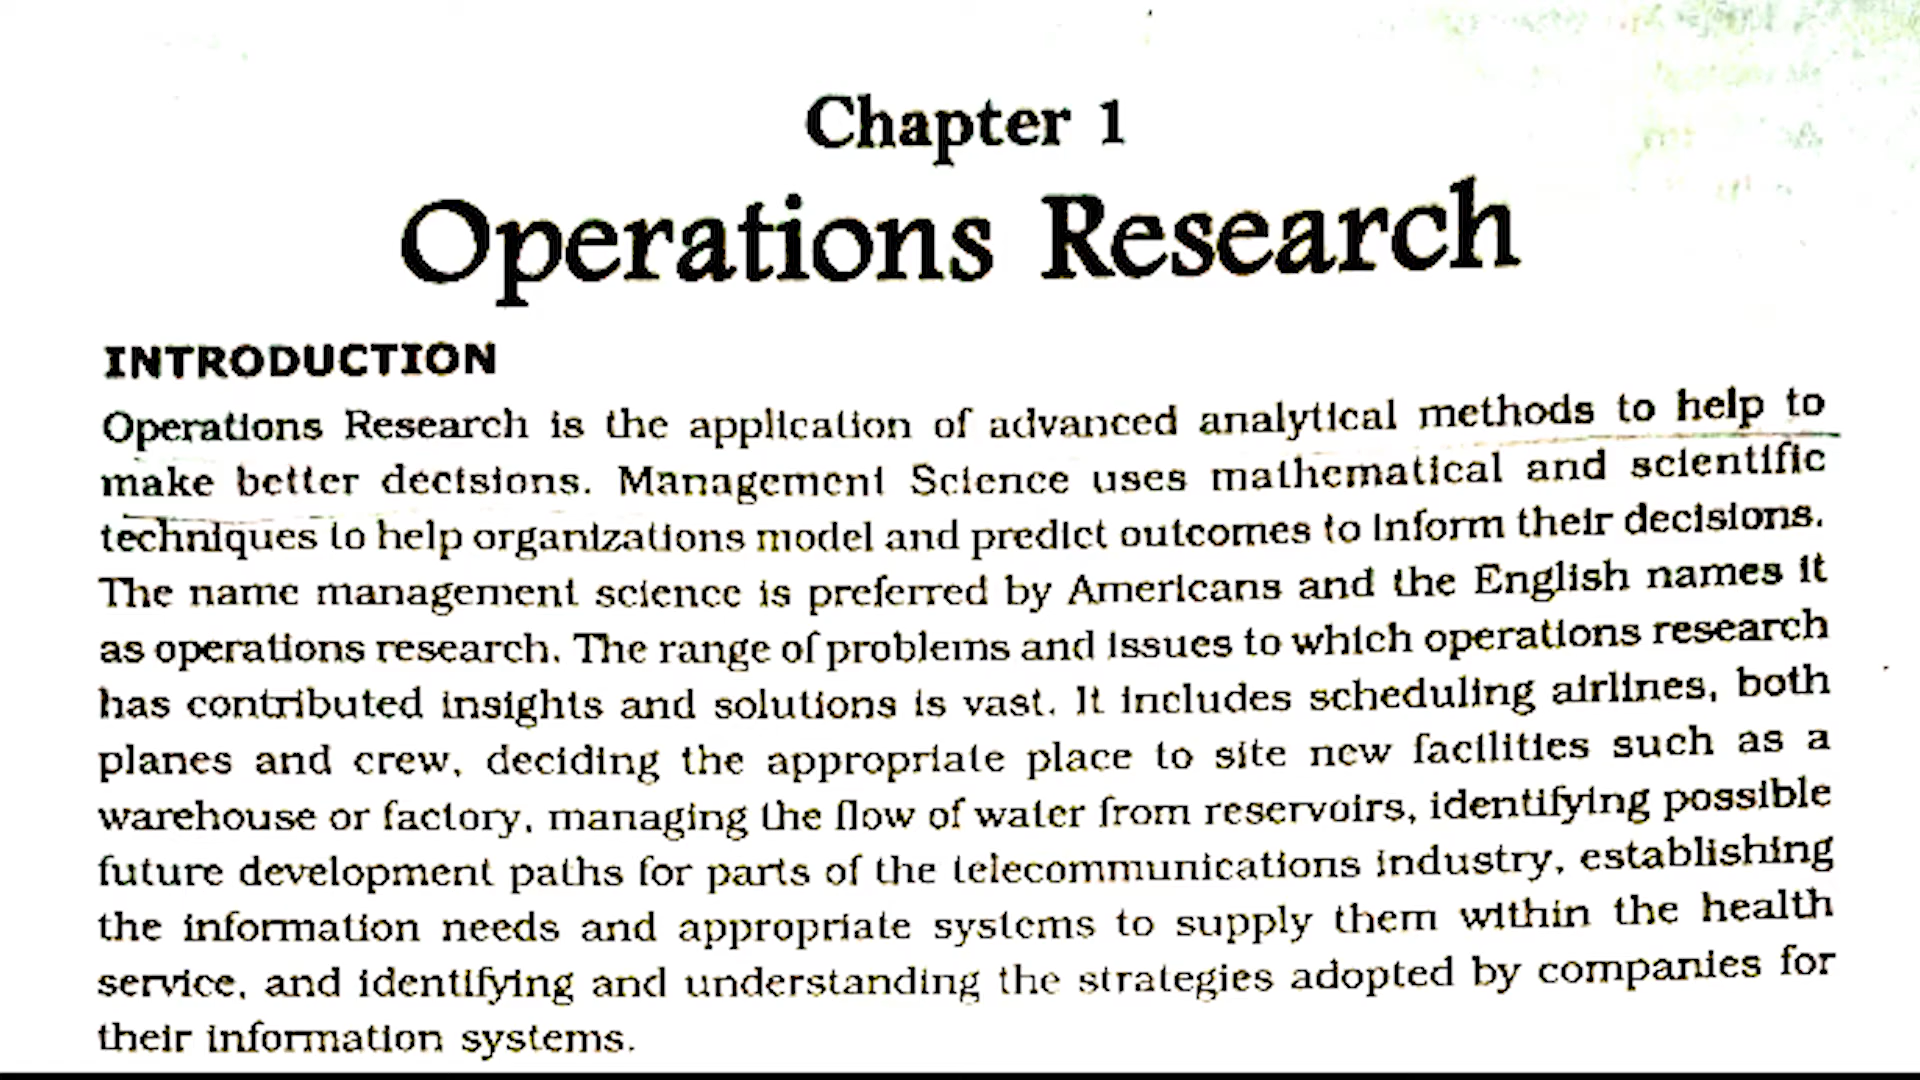 Chapter 1
Operations Research
INTRODUCTION
Operations Research is the application of advanced analytical methods to help to
make better decisions. Management Science uses mathematical and scientific
techniques to help organizations model and predict outcomes to inform their decisions.
The name management science is preferred by Americans and the English names it
as operations research. The range of problems and issues to which operations research
has contributed insights and solutions is vast. It includes scheduling airlines, both
planes and crew, deciding the appropriate place to site new facilities such as a
warehouse or factory, managing the flow of water from reservoirs, identifying possible
future development paths for parts of the telecommunications industry, establishing
the information needs and appropriate systems to supply them within the health
service, and identifying and understanding the strategies adopted by companies for
their information systems.